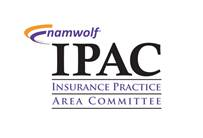 namwolf
IPAC
INSURANCE PRACTICE
AREA COMMITTEE